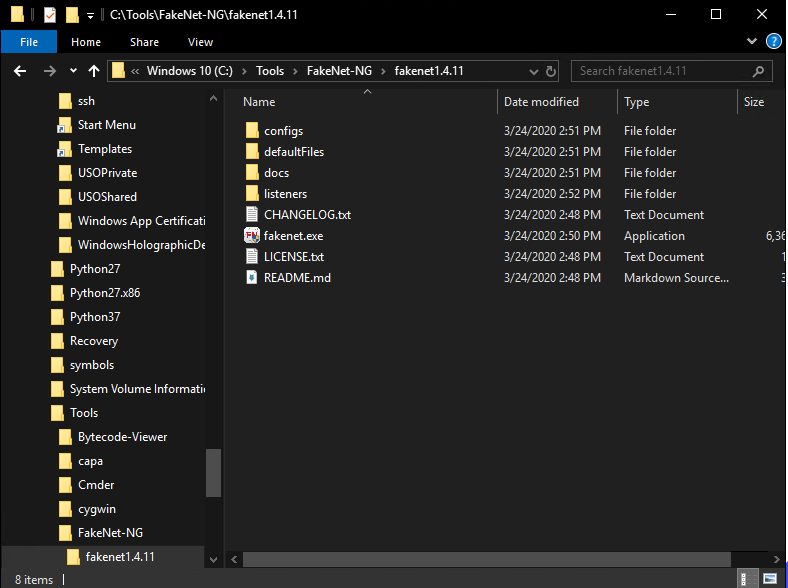 C:\Tools\FakeNet-NG\fakenet1.4.11
File Home Share View
« Windows 10 (C:) > Tools > FakeNet-NG > fakenet1.4.11
Search fakenet1.4.11
Name Date modified Type Size
ssh
Start Menu
Templates
USOPrivate
USOShared
Windows App Certificati
WindowsHolographicDe
Python27
Python27.x86
Python37
Recovery
symbols
System Volume Informatio
Tools
Bytecode-Viewer
capa
Cmder
cygwin
FakeNet-NG
fakenet1.4.11
configs 3/24/2020 2:51 PM File folder
defaultFiles 3/24/2020 2:51 PM File folder
docs 3/24/2020 2:51 PM File folder
listeners 3/24/2020 2:52 PM File folder
CHANGELOG.txt 3/24/2020 2:48 PM Text Document
fakenet.exe 3/24/2020 2:50 PM Application 6,36
LICENSE.txt 3/24/2020 2:48 PM Text Document 1
README.md 3/24/2020 2:48 PM Markdown Source... 3
8 items